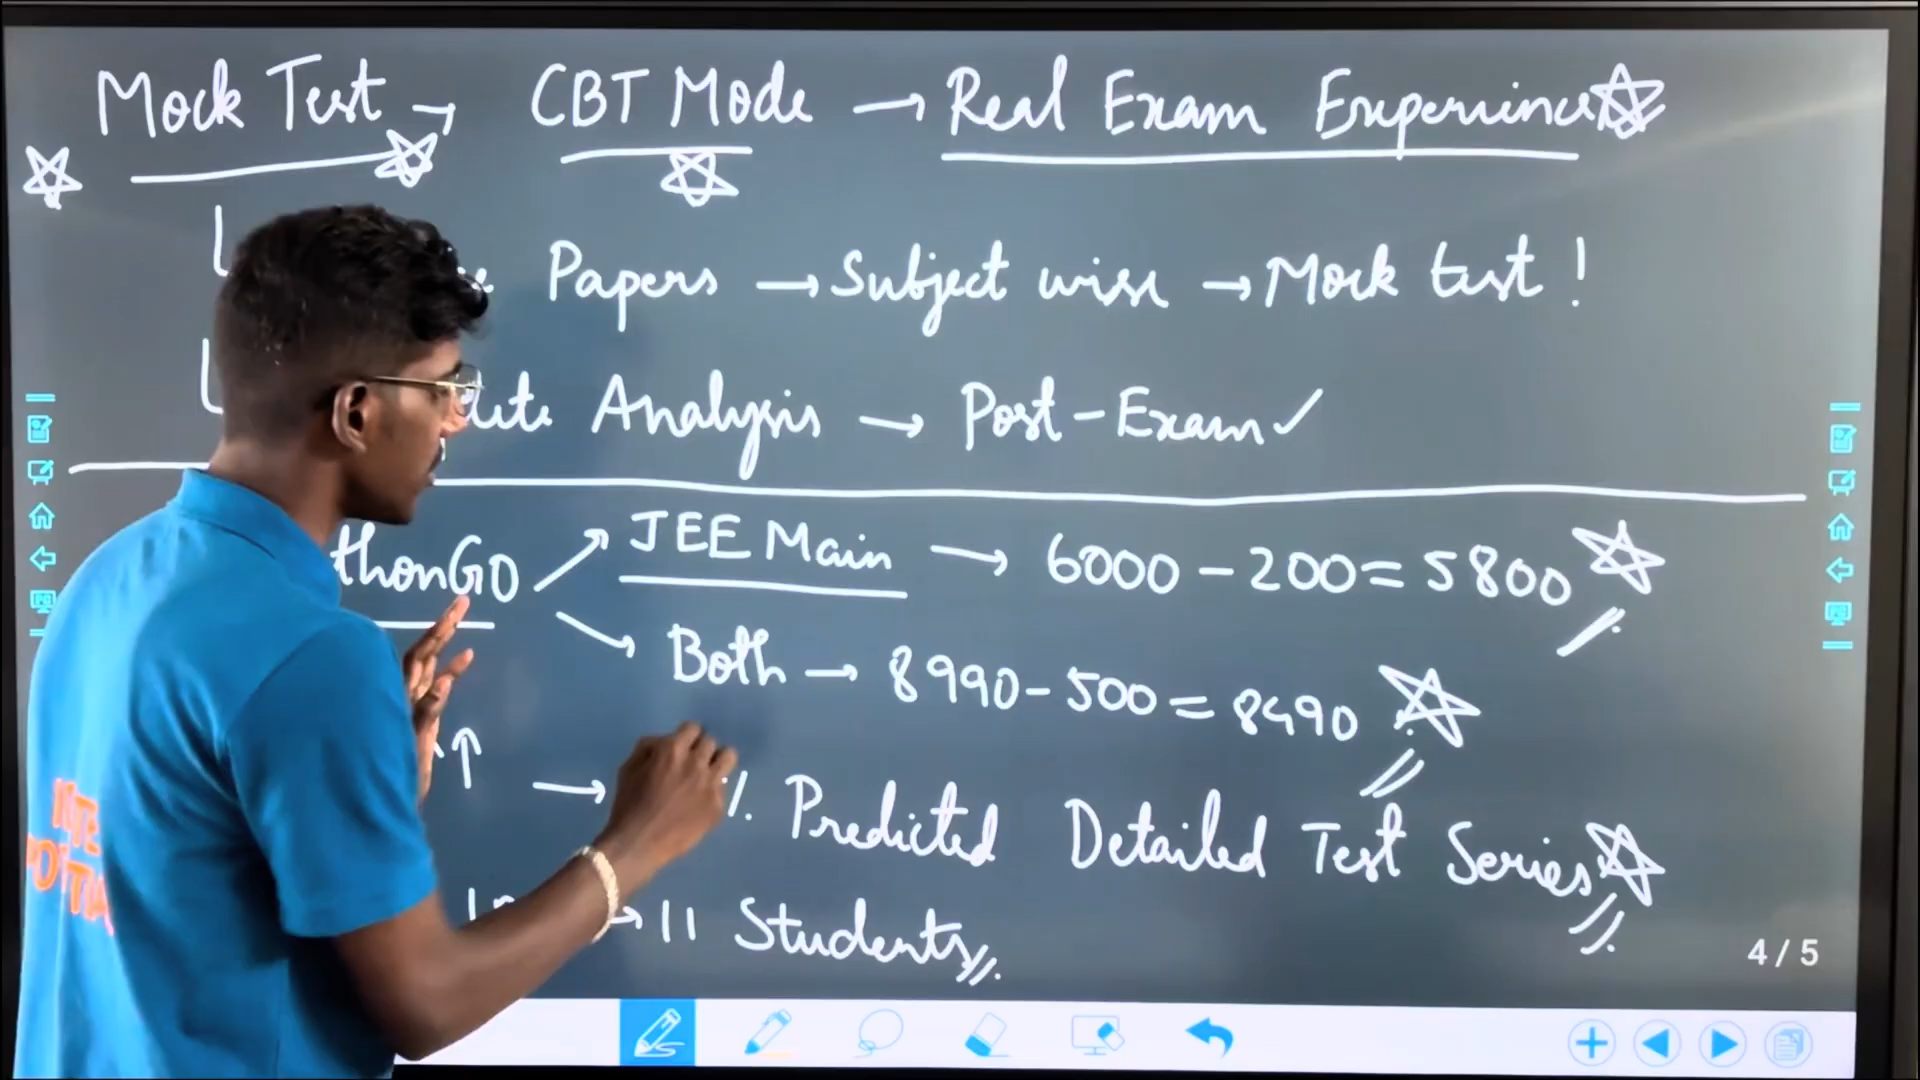 Mock Test → CBT Mode → Real Exam Experience
Papers → Subject wise → Mock test !
Analysis → Post-Exam ✓
thonGO → JEE Main → 6000 - 200 = 5800
→ Both → 8990 - 500 = 8490
↑ → % Predicted Detailed Test Series
→ 11 Students
4 / 5